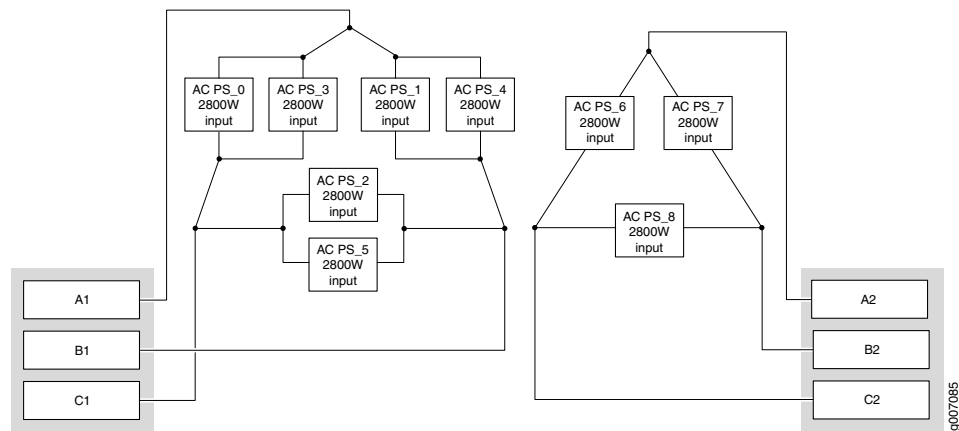 AC PS_0
2800W
input
AC PS_3
2800W
input
AC PS_1
2800W
input
AC PS_4
2800W
input
AC PS_6
2800W
input
AC PS_7
2800W
input
AC PS_2
2800W
input
AC PS_5
2800W
input
AC PS_8
2800W
input
A1
B1
C1
A2
B2
C2
g007085